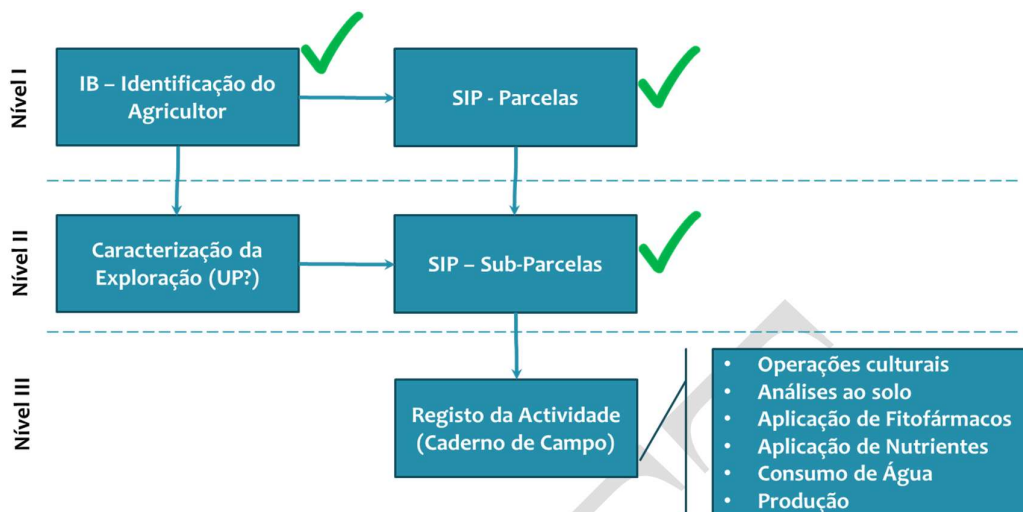 Nível I
IB – Identificação do
Agricultor
SIP - Parcelas
Nível II
Caracterização da
Exploração (UP?)
SIP – Sub-Parcelas
Nível III
Registo da Actividade
(Caderno de Campo)
• Operações culturais
• Análises ao solo
• Aplicação de Fitofármacos
• Aplicação de Nutrientes
• Consumo de Água
• Produção